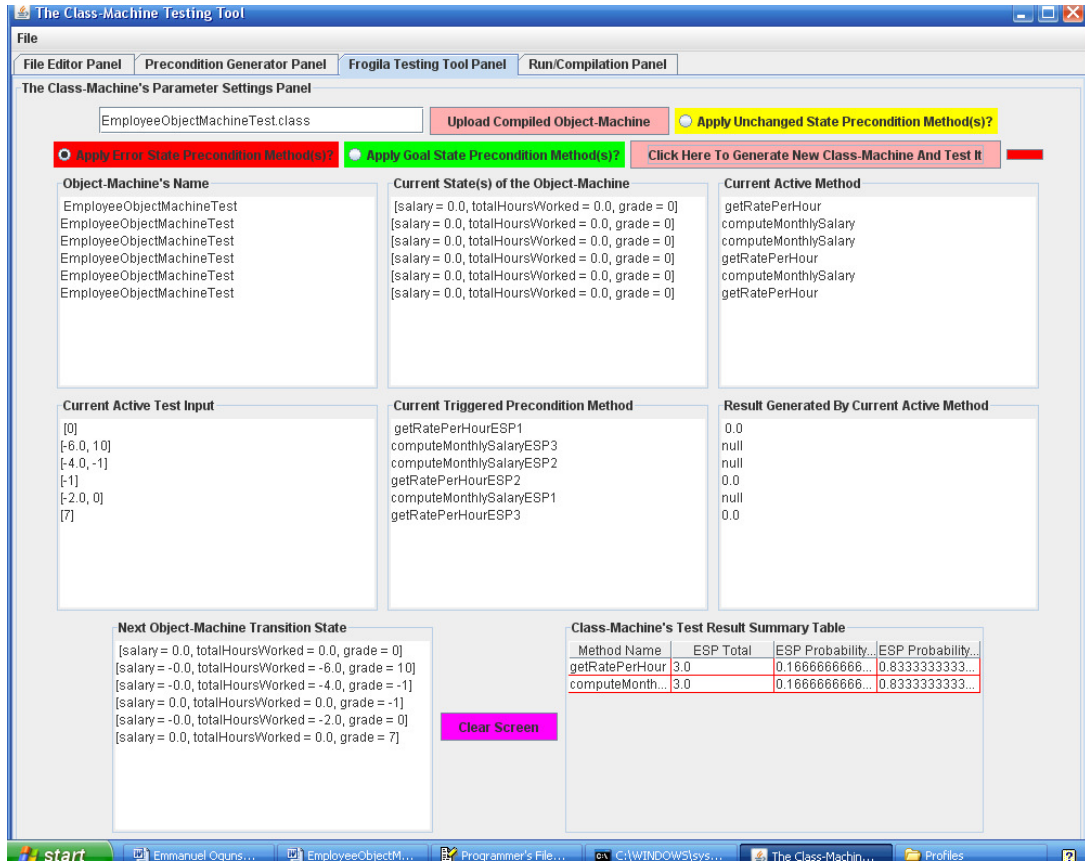 The Class-Machine Testing Tool
File
File Editor Panel Precondition Generator Panel Frogila Testing Tool Panel Run/Compilation Panel
The Class-Machine's Parameter Settings Panel
EmployeeObjectMachineTest.class Upload Compiled Object-Machine Apply Unchanged State Precondition Method(s)?
Apply Error State Precondition Method(s)? Apply Goal State Precondition Method(s)? Click Here To Generate New Class-Machine And Test It
Object-Machine's Name
EmployeeObjectMachineTest
EmployeeObjectMachineTest
EmployeeObjectMachineTest
EmployeeObjectMachineTest
EmployeeObjectMachineTest
EmployeeObjectMachineTest
Current State(s) of the Object-Machine
[salary = 0.0, totalHoursWorked = 0.0, grade = 0]
[salary = 0.0, totalHoursWorked = 0.0, grade = 0]
[salary = 0.0, totalHoursWorked = 0.0, grade = 0]
[salary = 0.0, totalHoursWorked = 0.0, grade = 0]
[salary = 0.0, totalHoursWorked = 0.0, grade = 0]
[salary = 0.0, totalHoursWorked = 0.0, grade = 0]
Current Active Method
getRatePerHour
computeMonthlySalary
computeMonthlySalary
getRatePerHour
computeMonthlySalary
getRatePerHour
Current Active Test Input
[0]
[-6.0, 10]
[-4.0, -1]
[-1]
[-2.0, 0]
[7]
Current Triggered Precondition Method
getRatePerHourESP1
computeMonthlySalaryESP3
computeMonthlySalaryESP2
getRatePerHourESP2
computeMonthlySalaryESP1
getRatePerHourESP3
Result Generated By Current Active Method
0.0
null
null
0.0
null
0.0
Next Object-Machine Transition State
[salary = 0.0, totalHoursWorked = 0.0, grade = 0]
[salary = -0.0, totalHoursWorked = -6.0, grade = 10]
[salary = -0.0, totalHoursWorked = -4.0, grade = -1]
[salary = 0.0, totalHoursWorked = 0.0, grade = -1]
[salary = -0.0, totalHoursWorked = -2.0, grade = 0]
[salary = 0.0, totalHoursWorked = 0.0, grade = 7]
Clear Screen
Class-Machine's Test Result Summary Table
Method Name ESP Total ESP Probability... ESP Probability...
getRatePerHour 3.0 0.1666666666... 0.8333333333...
computeMonth... 3.0 0.1666666666... 0.8333333333...
start Emmanuel Oguns... EmployeeObjectM... Programmer's File... C:\WINDOWS\sys... The Class-Machin... Profiles